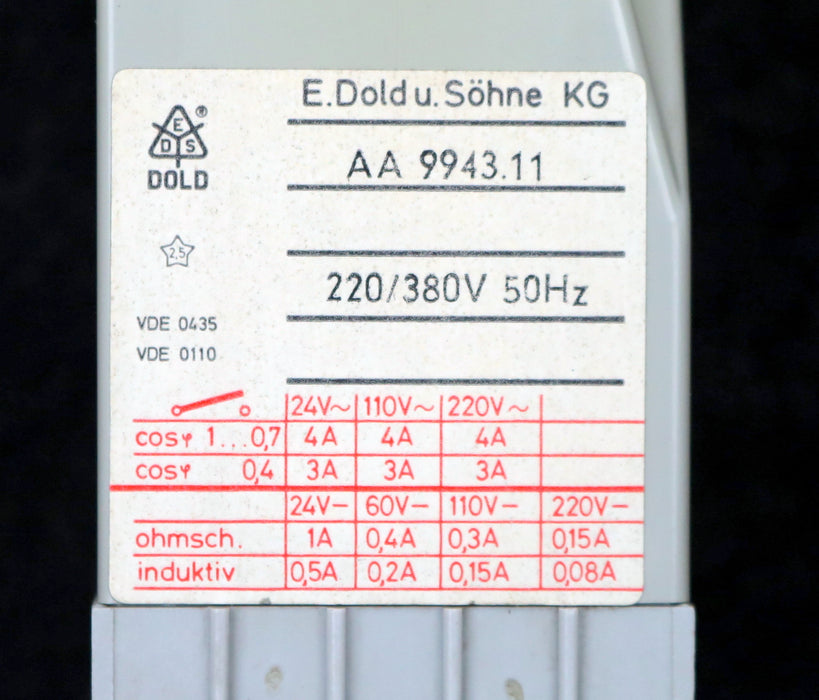 E.Dold u. Söhne KG
®
E
D S
DOLD
AA 9943.11
2,5
220/380V 50Hz
VDE 0435
VDE 0110
24V~ 110V~ 220V~
cosφ 1...0,7 4A 4A 4A
cosφ 0,4 3A 3A 3A
24V– 60V– 110V– 220V–
ohmsch. 1A 0,4A 0,3A 0,15A
induktiv 0,5A 0,2A 0,15A 0,08A